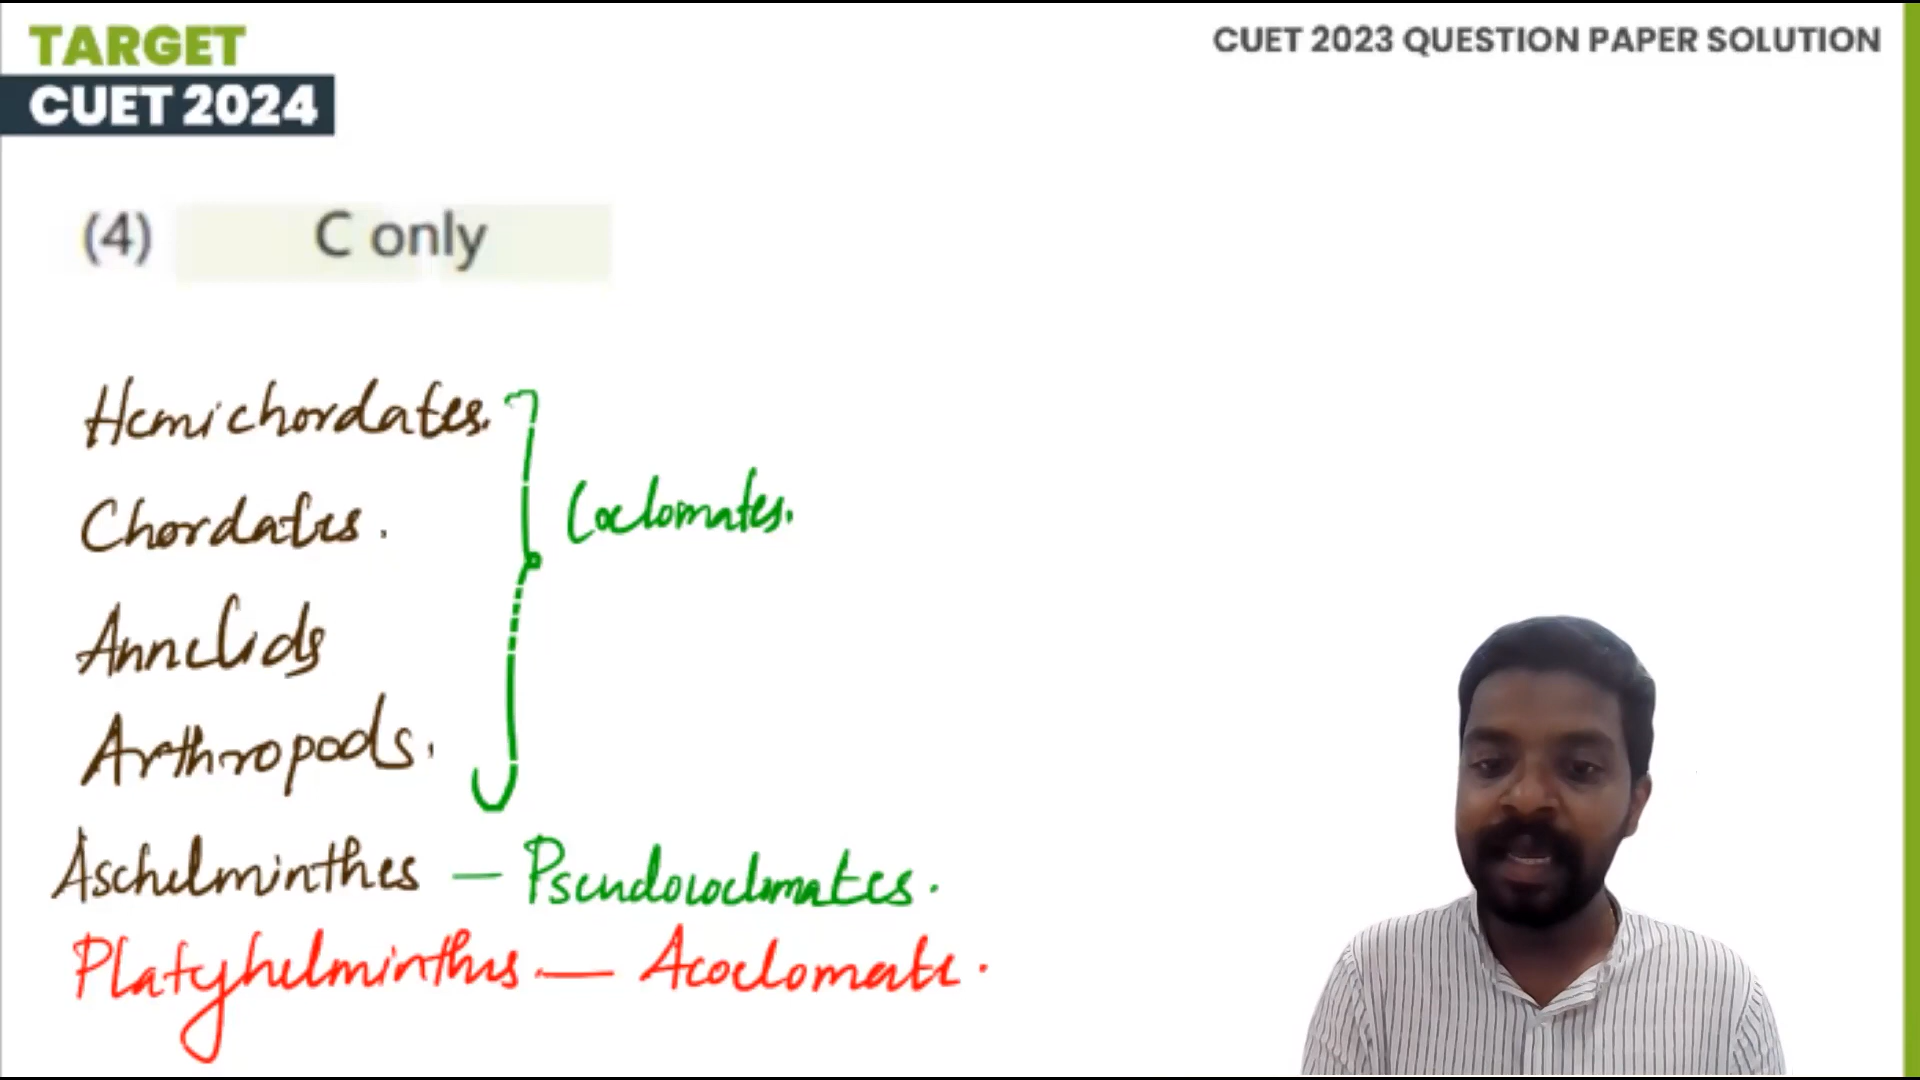 TARGET
CUET 2024
CUET 2023 QUESTION PAPER SOLUTION
(4) C only
Hemichordates.
Chordates.
Coelomates.
Annelids
Arthropods.
Aschelminthes — Pseudocoelomates.
Platyhelminthes. — Acoelomate.